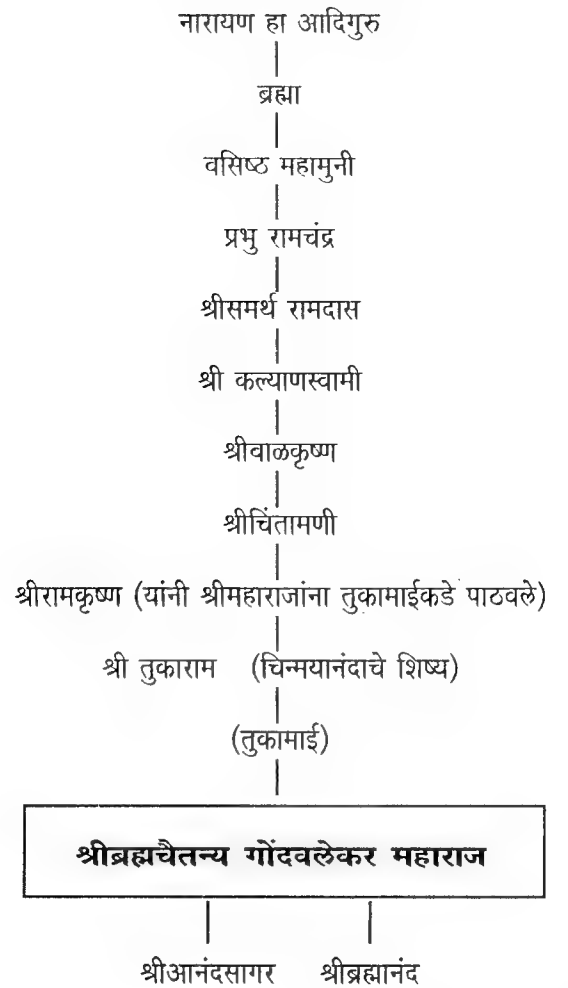 नारायण हा आदिगुरु
ब्रह्मा
वसिष्ठ महामुनी
प्रभु रामचंद्र
श्रीसमर्थ रामदास
श्री कल्याणस्वामी
श्रीवाळकृष्ण
श्रीचिंतामणी
श्रीरामकृष्ण (यांनी श्रीमहाराजांना तुकामाईकडे पाठवले)
श्री तुकाराम (चिन्मयानंदाचे शिष्य)
(तुकामाई)
श्रीब्रह्मचैतन्य गोंदवलेकर महाराज
श्रीआनंदसागर श्रीब्रह्मानंद